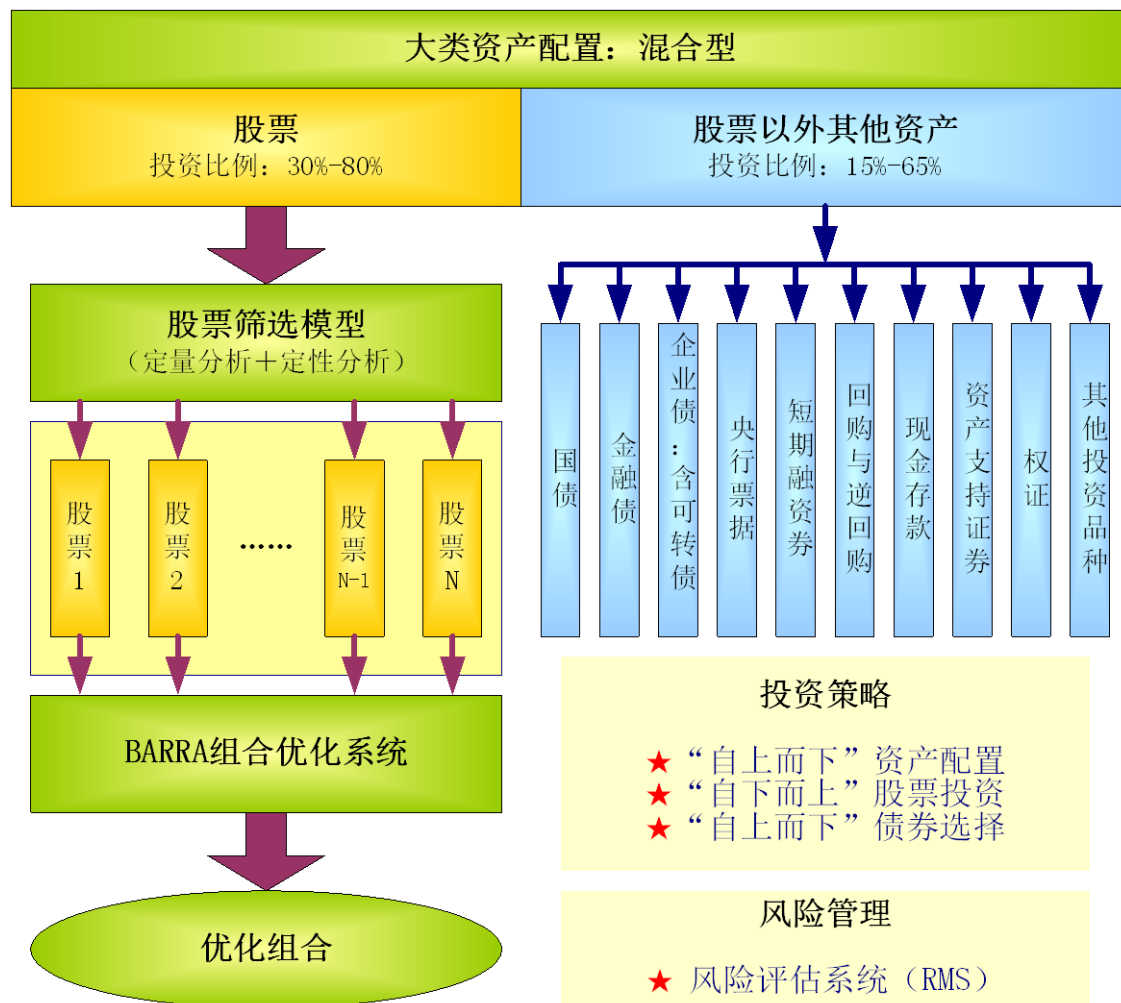 大类资产配置：混合型
股票
投资比例：30%-80%
股票以外其他资产
投资比例：15%-65%
股票筛选模型
（定量分析＋定性分析）
股票1
股票2
……
股票N-1
股票N
BARRA组合优化系统
优化组合
国债
金融债
企业债：含可转债
央行票据
短期融资券
回购与逆回购
现金存款
资产支持证券
权证
其他投资品种
投资策略
★“自上而下”资产配置
★“自下而上”股票投资
★“自上而下”债券选择
风险管理
★ 风险评估系统（RMS）